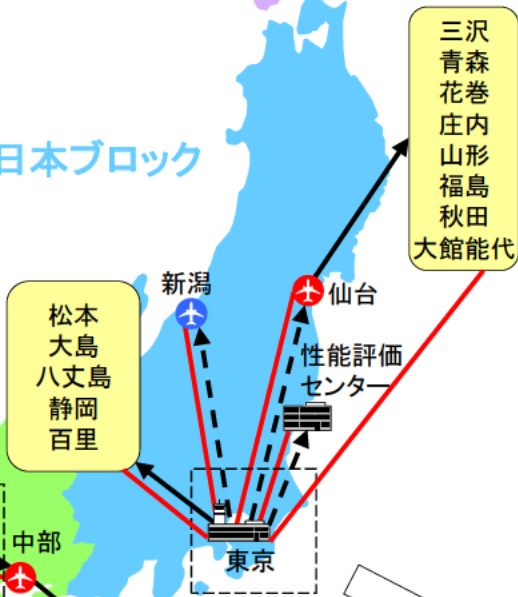 三沢
青森
花巻
庄内
山形
福島
秋田
大館能代
日本ブロック
新潟
仙台
松本
大島
八丈島
静岡
百里
性能評価
センター
中部
東京